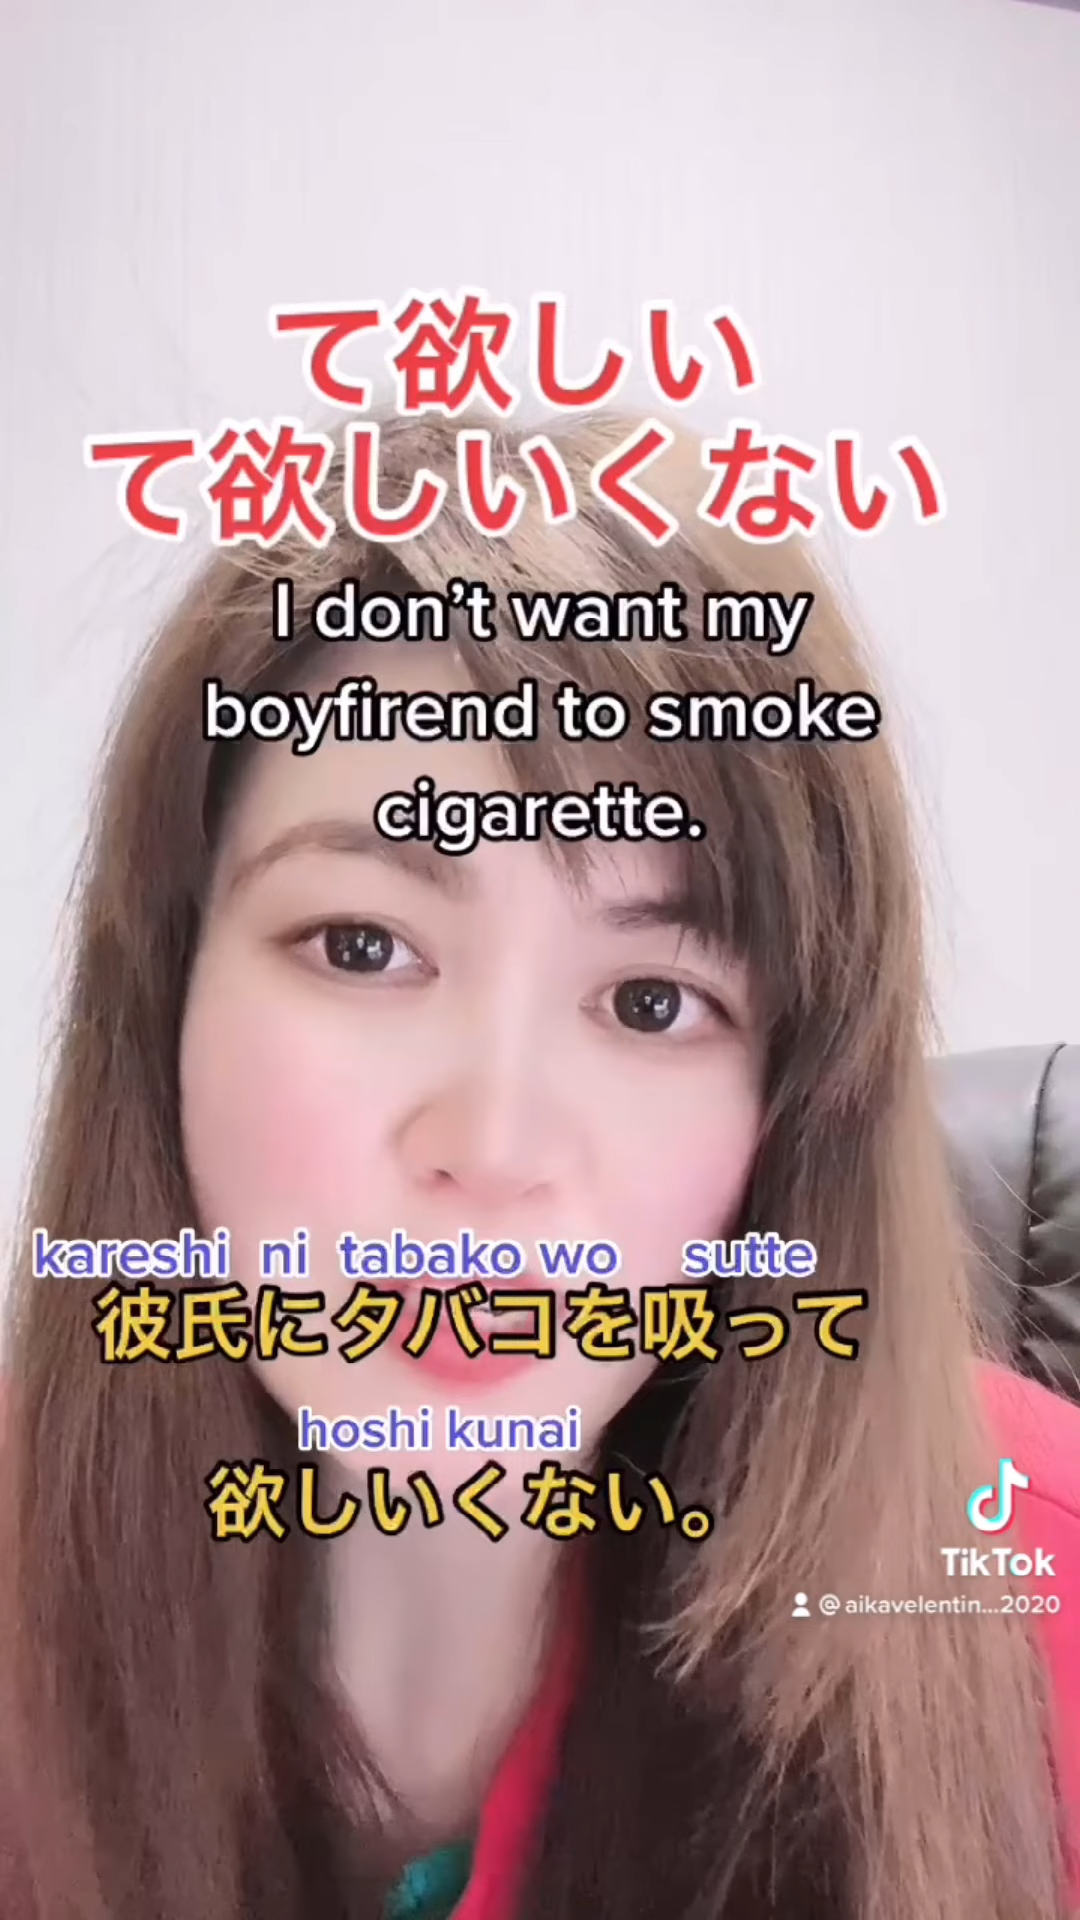 て欲しい
て欲しいくない
I don't want my
boyfirend to smoke
cigarette.
kareshi ni tabako wo sutte
彼氏にタバコを吸って
hoshi kunai
欲しいくない。
TikTok
@aikavelentin...2020